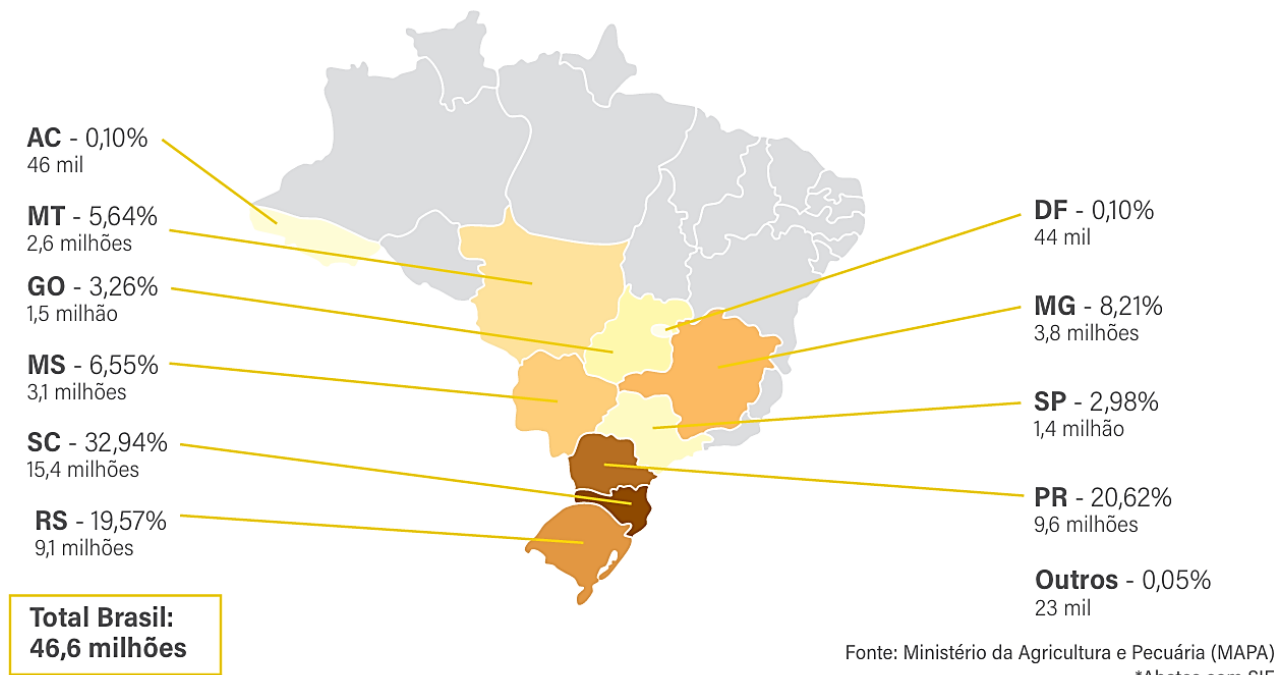 AC - 0,10%
46 mil
MT - 5,64%
2,6 milhões
GO - 3,26%
1,5 milhão
MS - 6,55%
3,1 milhões
SC - 32,94%
15,4 milhões
RS - 19,57%
9,1 milhões
Total Brasil:
46,6 milhões
DF - 0,10%
44 mil
MG - 8,21%
3,8 milhões
SP - 2,98%
1,4 milhão
PR - 20,62%
9,6 milhões
Outros - 0,05%
23 mil
Fonte: Ministério da Agricultura e Pecuária (MAPA)
*Abates com SIF